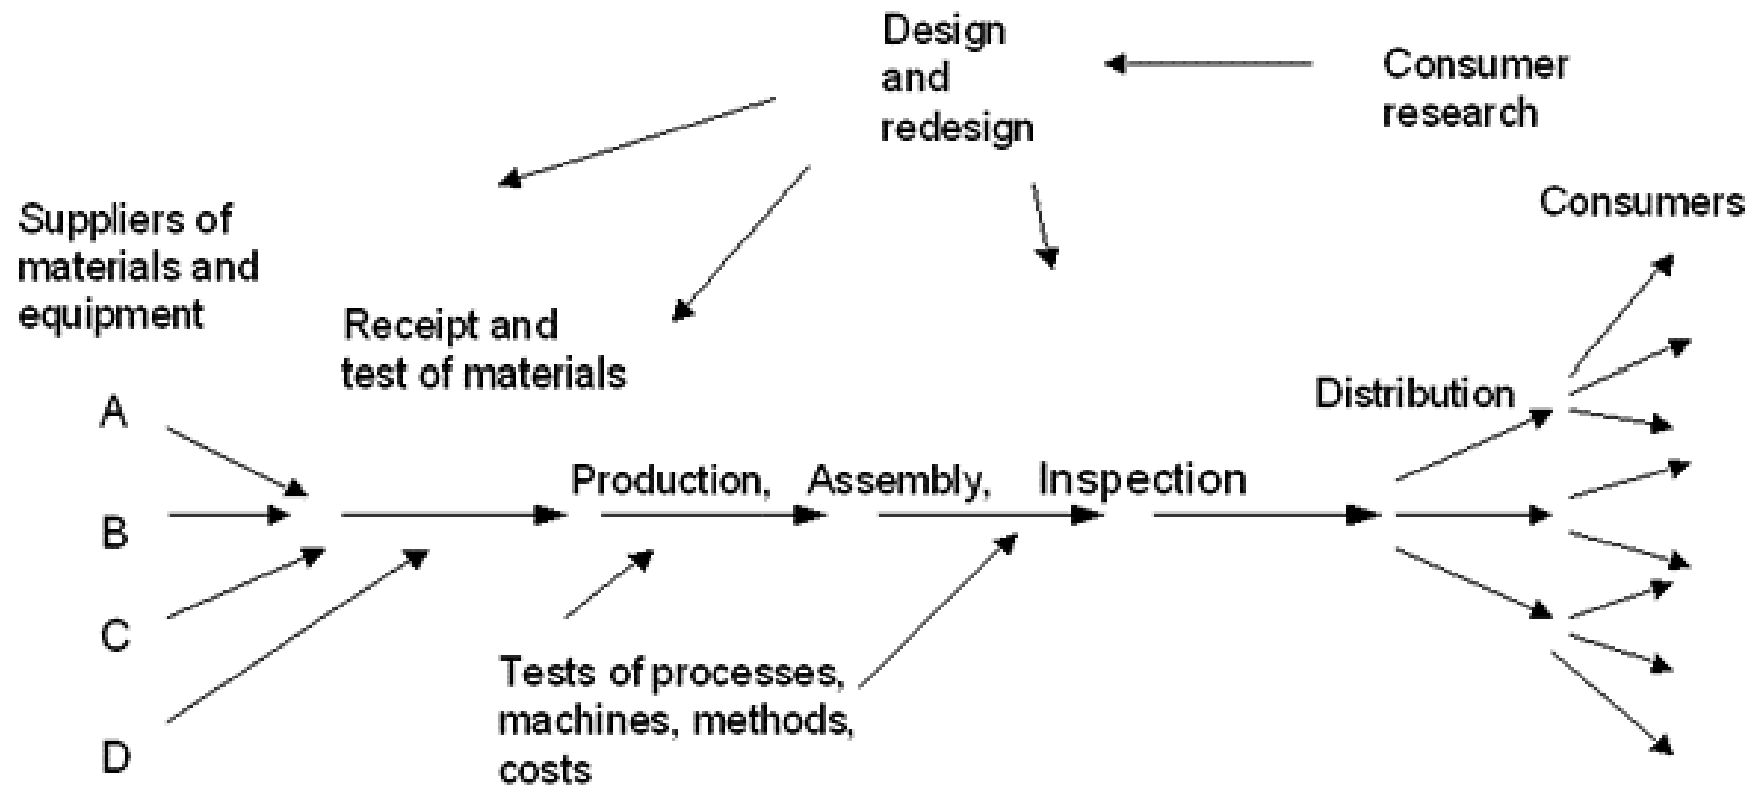 Design
and
redesign
Consumer
research
Consumers
Suppliers of
materials and
equipment
Receipt and
test of materials
Distribution
A
B
C
D
Production, Assembly, Inspection
Tests of processes,
machines, methods,
costs